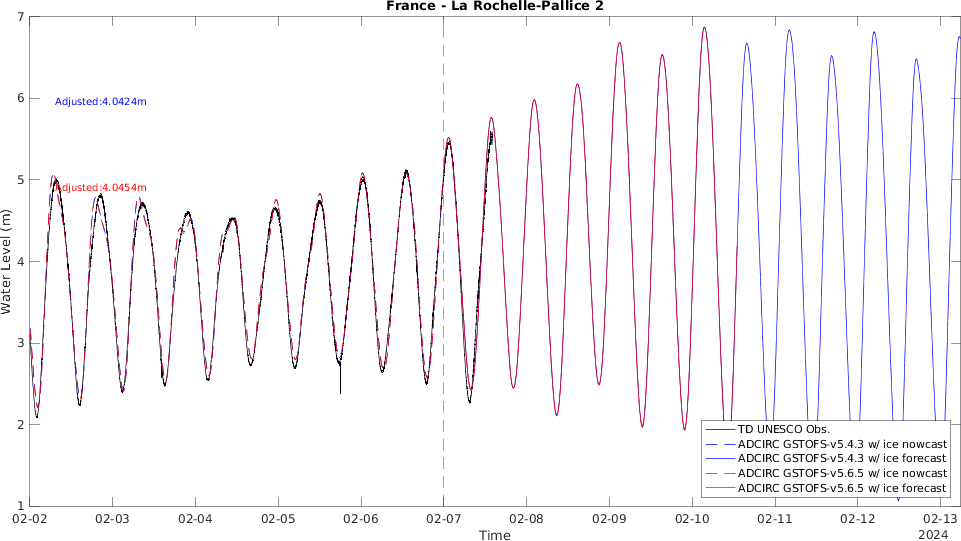 France - La Rochelle-Pallice 2
7
6
5
4
3
2
1
Water Level (m)
Adjusted:4.0424m
Adjusted:4.0454m
TD UNESCO Obs.
ADCIRC GSTOFS-v5.4.3 w/ ice nowcast
ADCIRC GSTOFS-v5.4.3 w/ ice forecast
ADCIRC GSTOFS-v5.6.5 w/ ice nowcast
ADCIRC GSTOFS-v5.6.5 w/ ice forecast
02-02 02-03 02-04 02-05 02-06 02-07 02-08 02-09 02-10 02-11 02-12 02-13
Time
2024